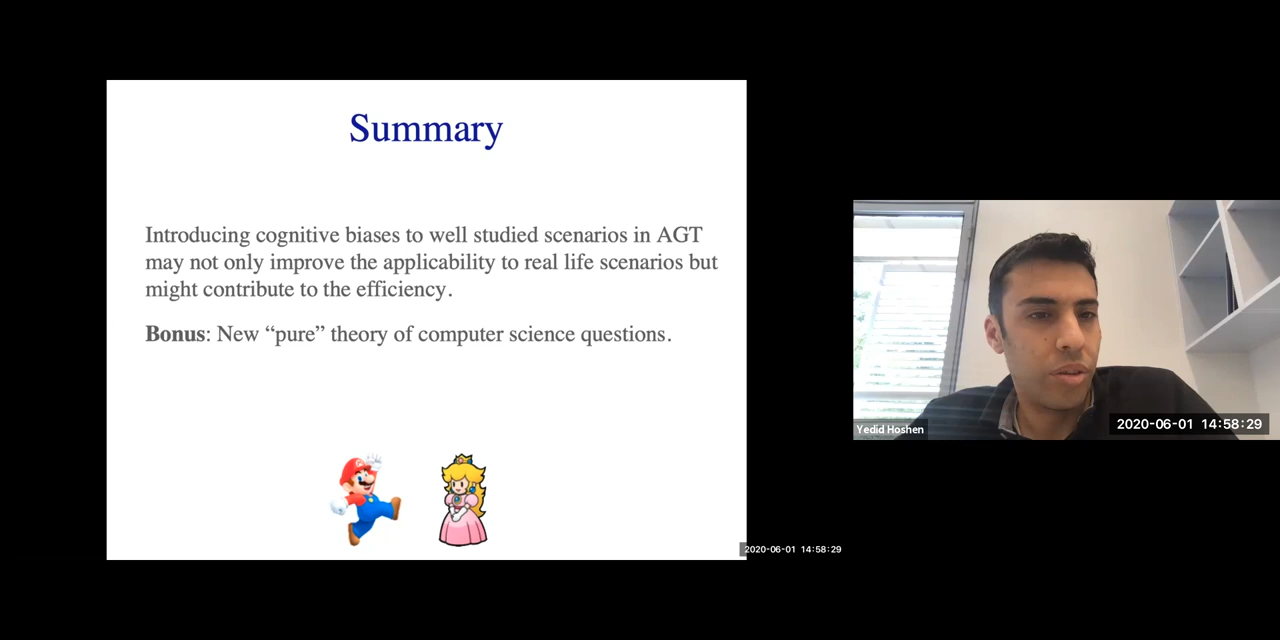 Summary
Introducing cognitive biases to well studied scenarios in AGT
may not only improve the applicability to real life scenarios but
might contribute to the efficiency.
Bonus: New “pure” theory of computer science questions.
Yedid Hoshen
2020-06-01 14:58:29
2020-06-01 14:58:29